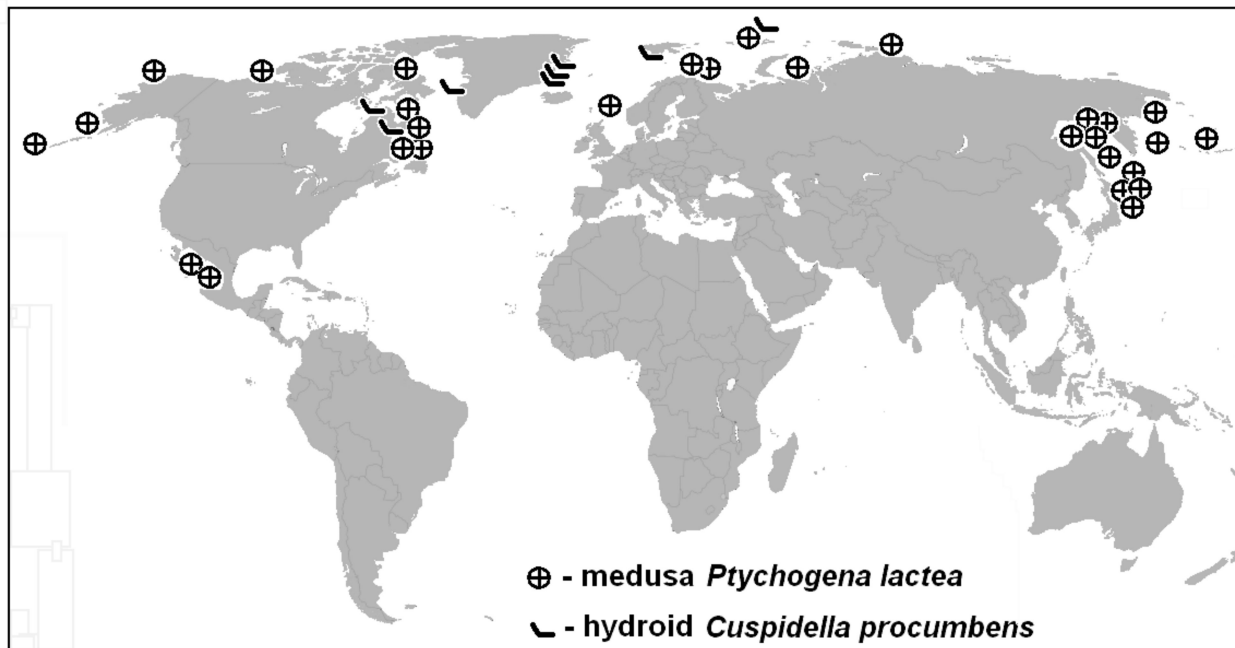 - medusa Ptychogena lactea
- hydroid Cuspidella procumbens